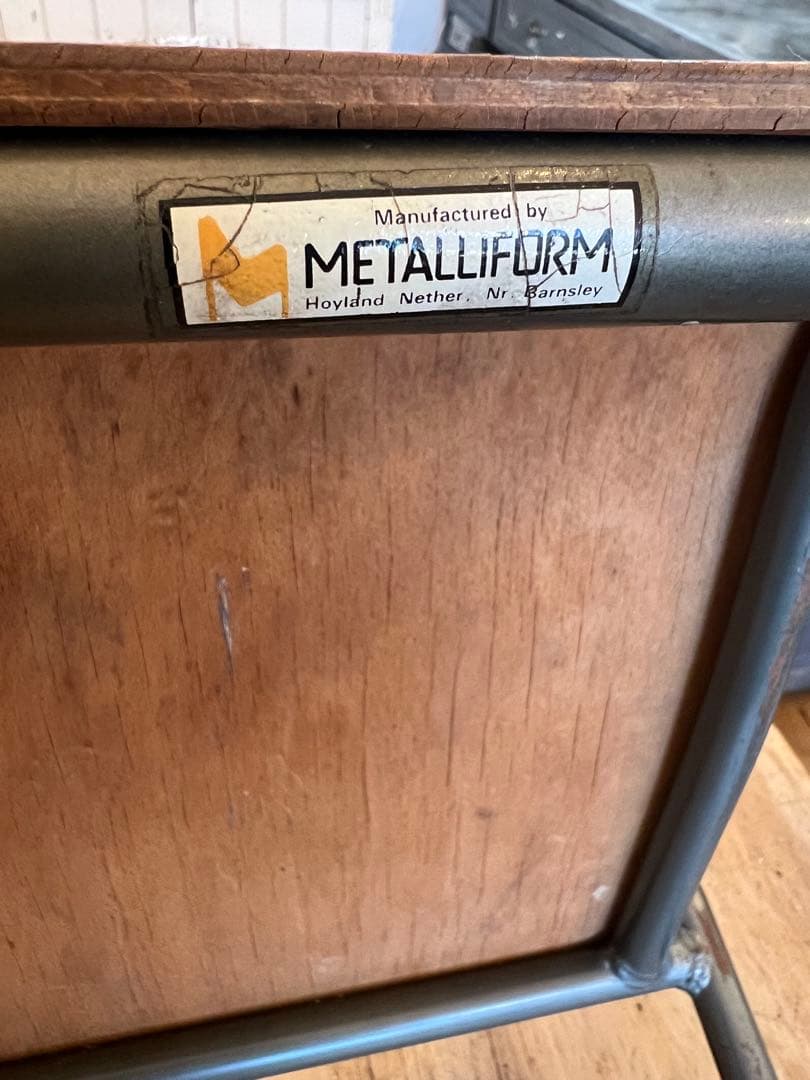 Manufactured by
METALLIFORM
Hoyland Nether, Nr. Barnsley